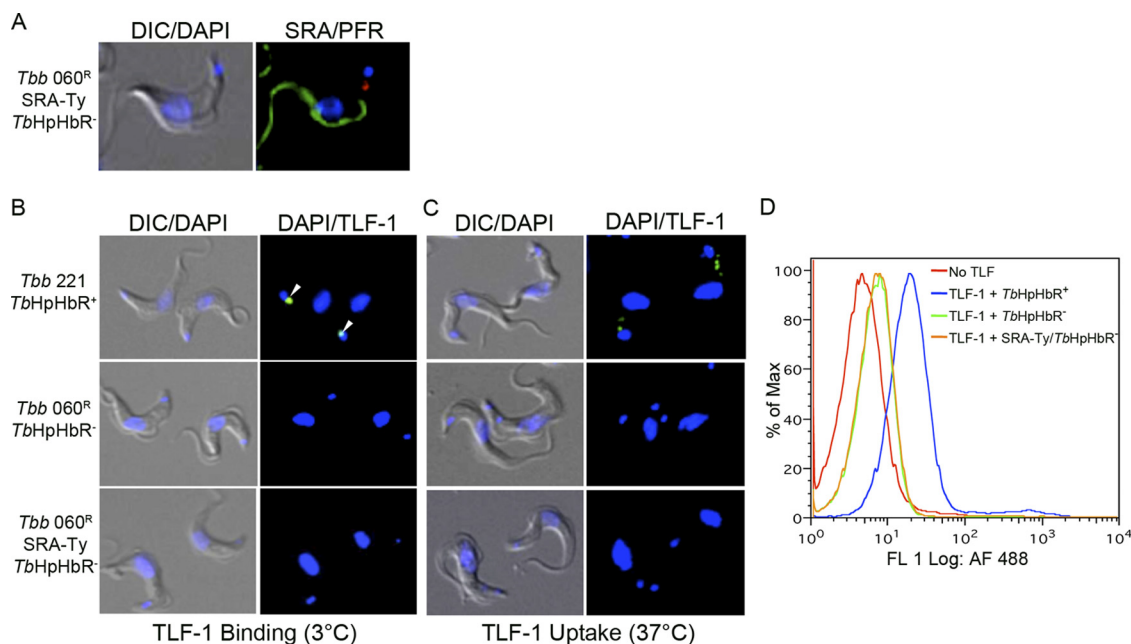 A
DIC/DAPI
SRA/PFR
Tbb 060ᴿ
SRA-Ty
TbHpHbR⁻
B
DIC/DAPI
DAPI/TLF-1
C
DIC/DAPI
DAPI/TLF-1
D
Tbb 221
TbHpHbR⁺
Tbb 060ᴿ
TbHpHbR⁻
Tbb 060ᴿ
SRA-Ty
TbHpHbR⁻
TLF-1 Binding (3°C)
TLF-1 Uptake (37°C)
No TLF
TLF-1 + TbHpHbR⁺
TLF-1 + TbHpHbR⁻
TLF-1 + SRA-Ty/TbHpHbR⁻
% of Max
100
80
60
40
20
0
10⁰ 10¹ 10² 10³ 10⁴
FL 1 Log: AF 488